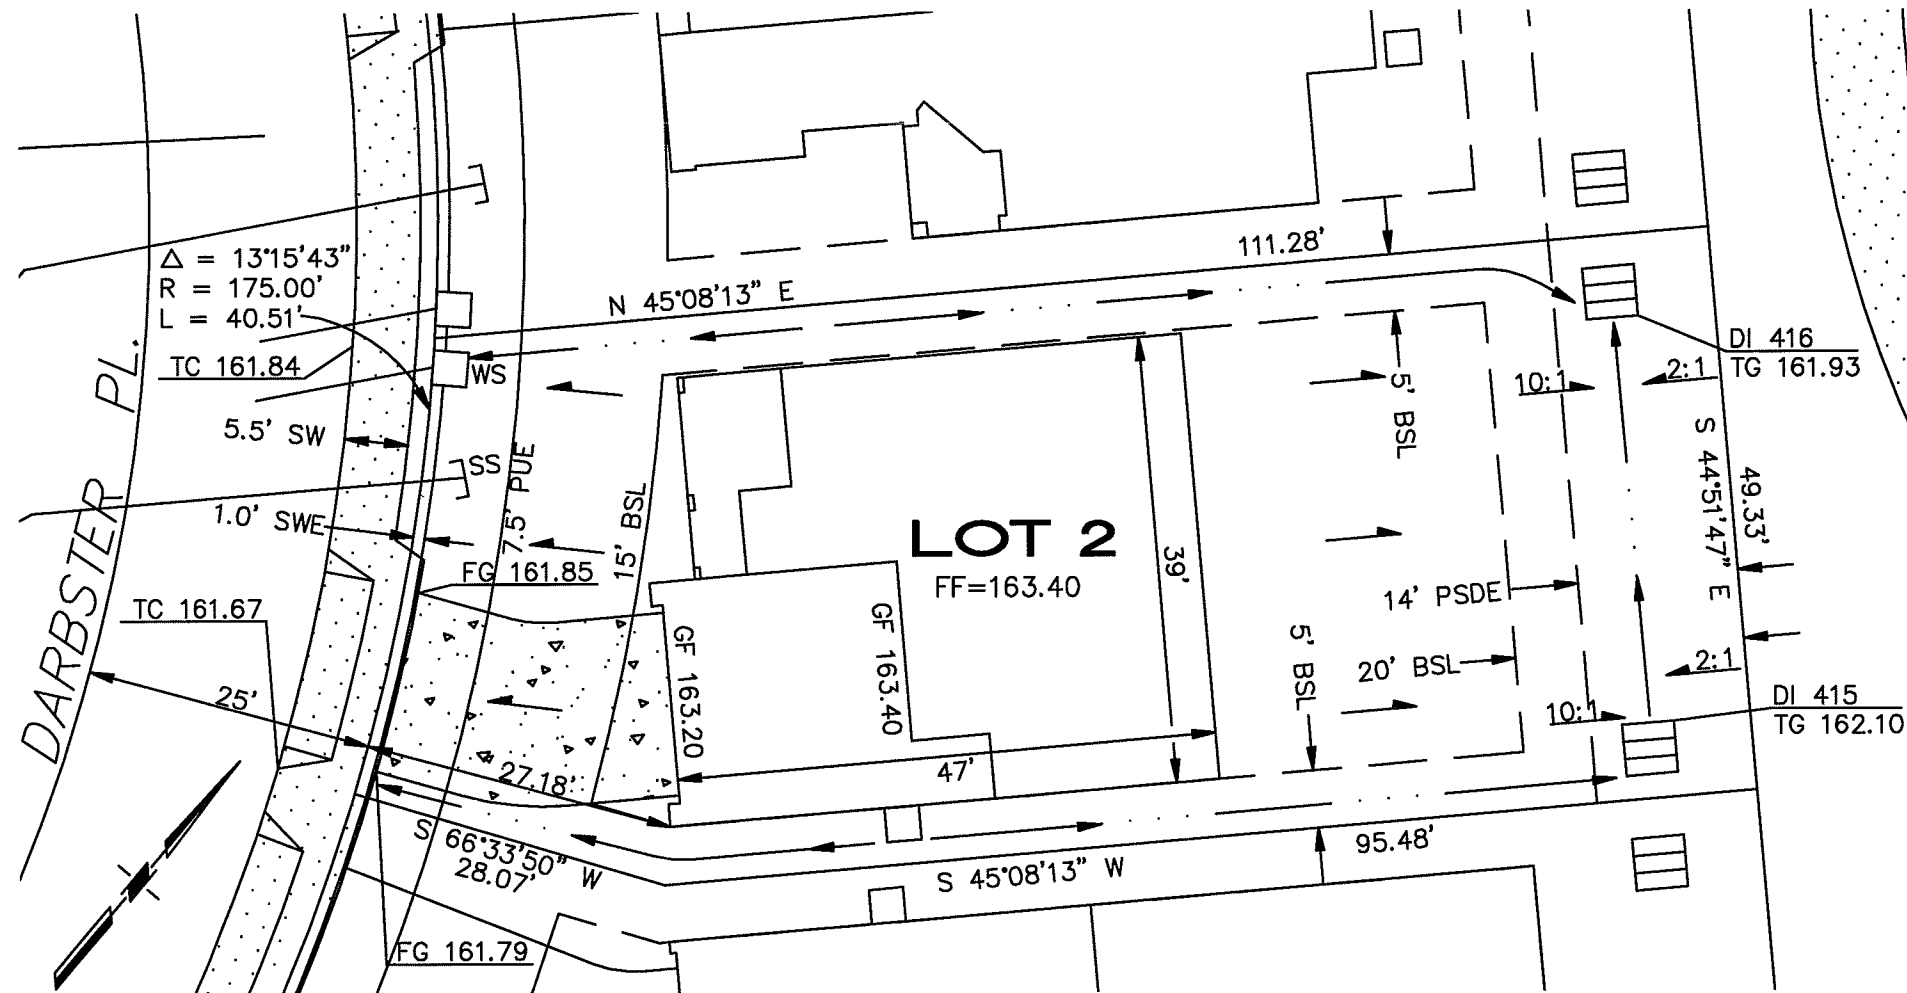 111.28'
N 45°08'13" E
Δ = 13°15'43"
R = 175.00'
L = 40.51'
TC 161.84
WS
DI 416
TG 161.93
10:1
2:1
5' BSL
5.5' SW
SS
7.5' PUE
15' BSL
1.0' SWE
DARBSTER PL.
LOT 2
FF=163.40
39'
S 44°51'47" E
49.33'
FG 161.85
TC 161.67
14' PSDE
GF 163.20
GF 163.40
5' BSL
20' BSL
2:1
25'
DI 415
TG 162.10
10:1
27.18'
47'
S 66°33'50" W
28.07'
95.48'
S 45°08'13" W
FG 161.79